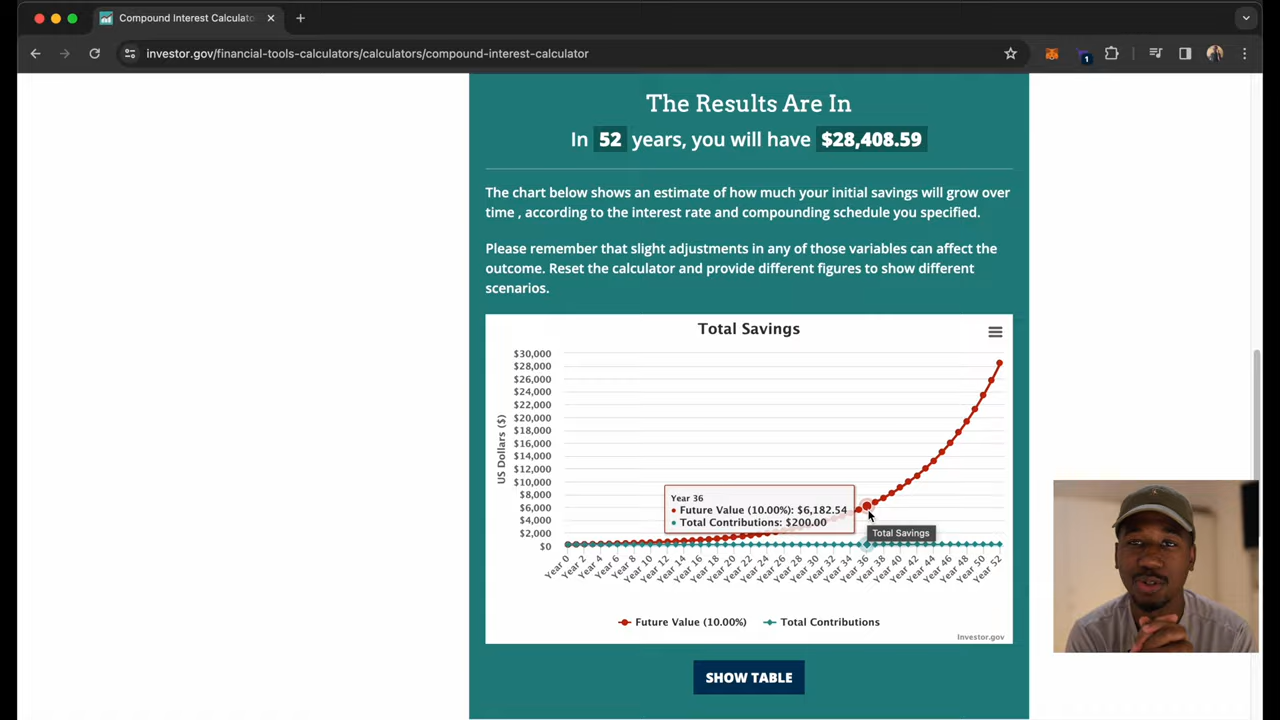 Compound Interest Calculato
investor.gov/financial-tools-calculators/calculators/compound-interest-calculator
1
The Results Are In
In 52 years, you will have $28,408.59
The chart below shows an estimate of how much your initial savings will grow over
time , according to the interest rate and compounding schedule you specified.
Please remember that slight adjustments in any of those variables can affect the
outcome. Reset the calculator and provide different figures to show different
scenarios.
Total Savings
US Dollars ($)
$30,000
$28,000
$26,000
$24,000
$22,000
$20,000
$18,000
$16,000
$14,000
$12,000
$10,000
$8,000
$6,000
$4,000
$2,000
$0
Year 36
Future Value (10.00%): $6,182.54
Total Contributions: $200.00
Total Savings
Year 0
Year 2
Year 4
Year 6
Year 8
Year 10
Year 12
Year 14
Year 16
Year 18
Year 20
Year 22
Year 24
Year 26
Year 28
Year 30
Year 32
Year 34
Year 36
Year 38
Year 40
Year 42
Year 44
Year 46
Year 48
Year 50
Year 52
Future Value (10.00%)
Total Contributions
Investor.gov
SHOW TABLE